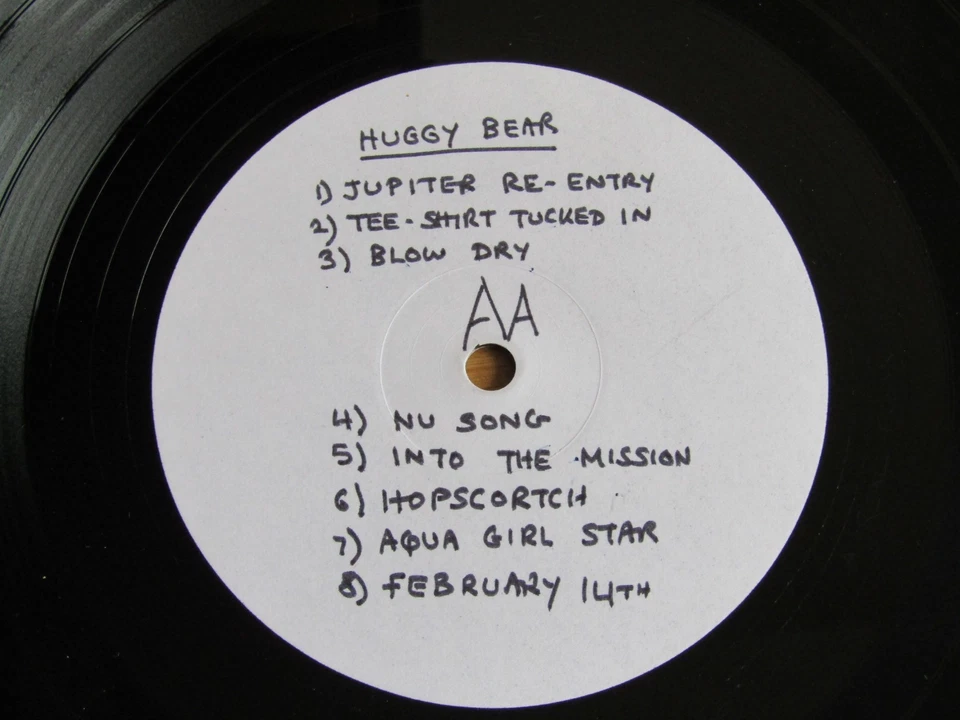 HUGGY BEAR
1) JUPITER RE-ENTRY
2) TEE-SHIRT TUCKED IN
3) BLOW DRY
AA
4) NU SONG
5) INTO THE MISSION
6) HOPSCORTCH
7) AQUA GIRL STAR
8) FEBRUARY 14TH